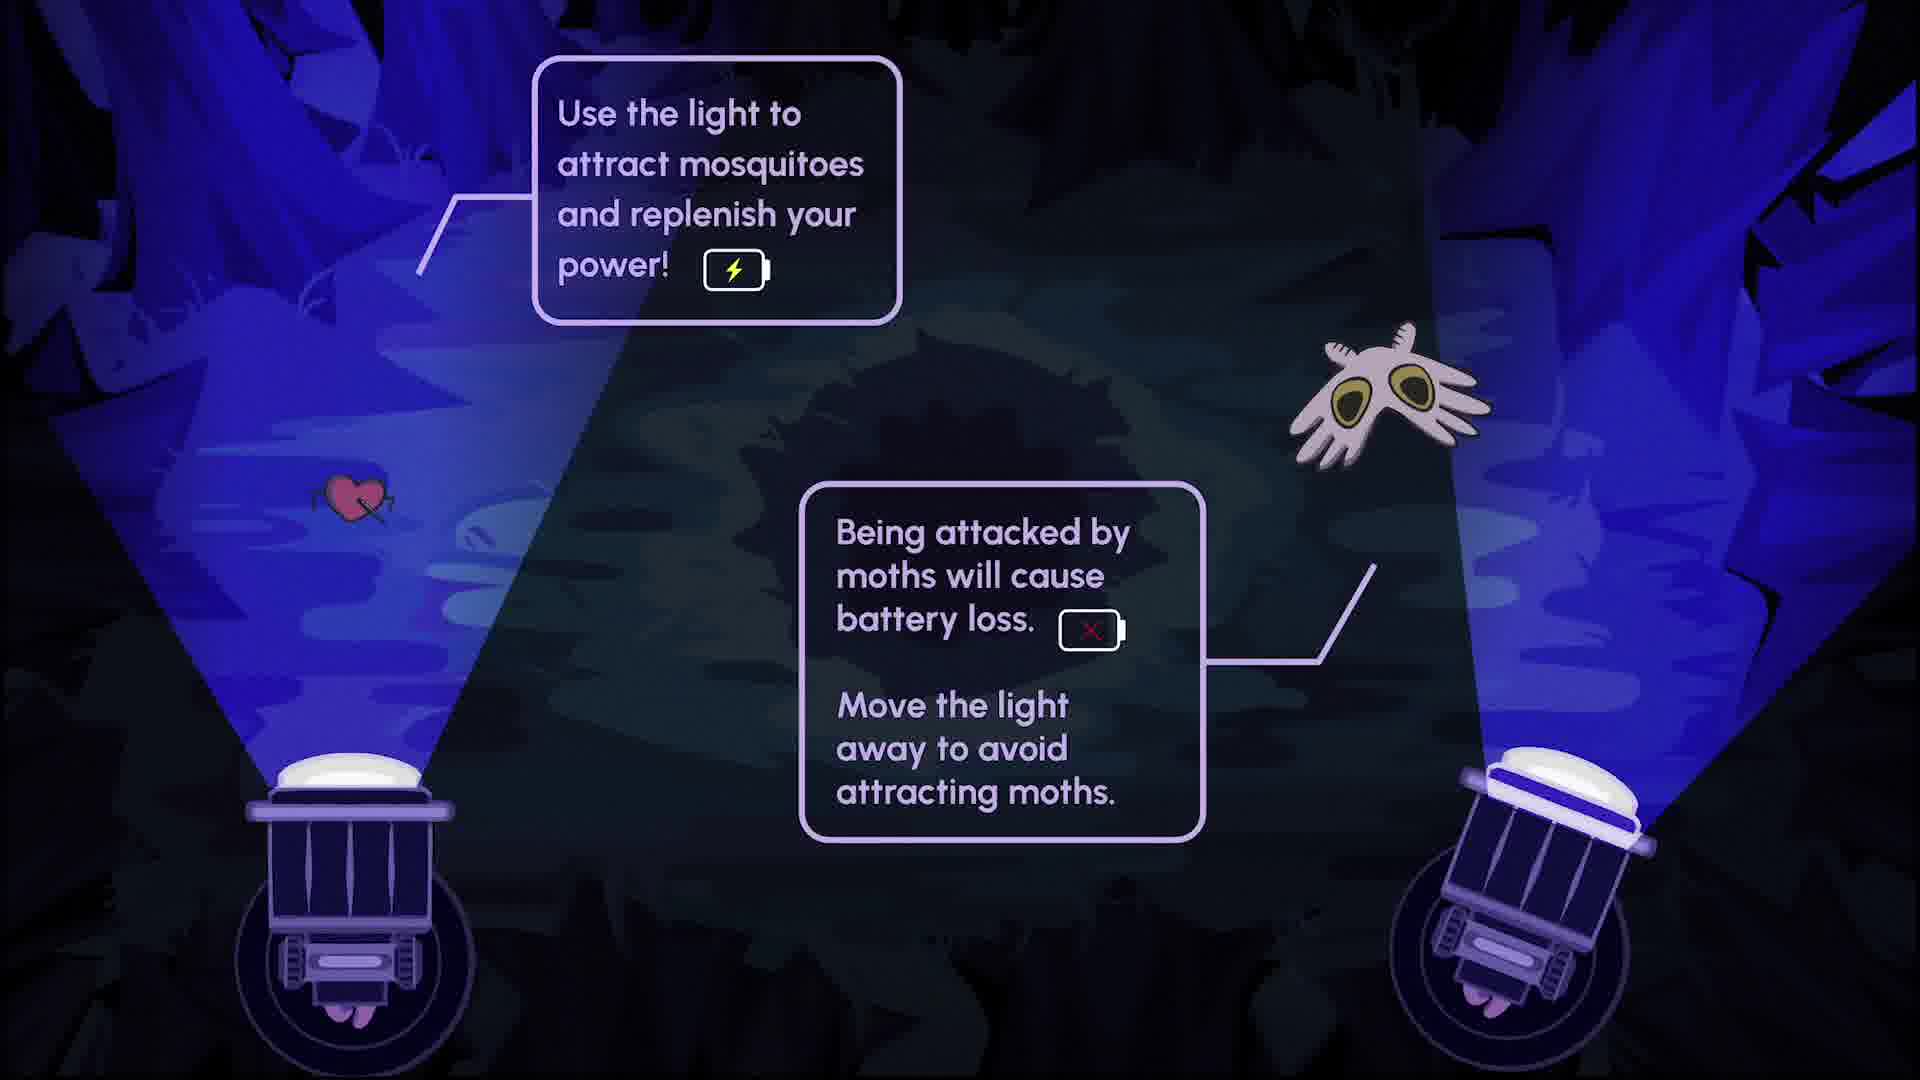 Use the light to
attract mosquitoes
and replenish your
power!
Being attacked by
moths will cause
battery loss.
Move the light
away to avoid
attracting moths.